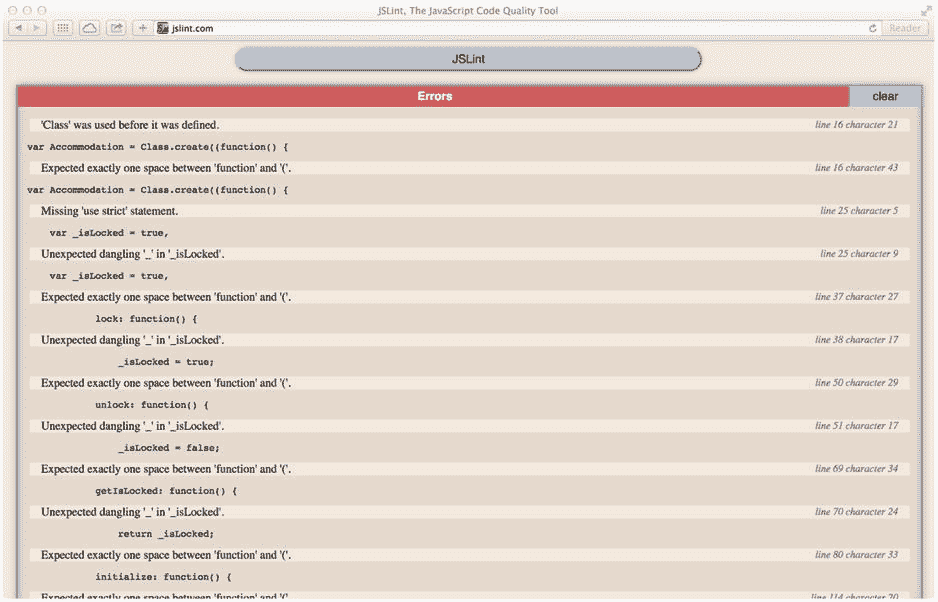 JSLint, The JavaScript Code Quality Tool
jslint.com
Reader
JSLint
Errors
clear
'Class' was used before it was defined. line 16 character 21
var Accommodation = Class.create((function() {
Expected exactly one space between 'function' and '('. line 16 character 43
var Accommodation = Class.create((function() {
Missing 'use strict' statement. line 25 character 5
var _isLocked = true,
Unexpected dangling '_' in '_isLocked'. line 25 character 9
var _isLocked = true,
Expected exactly one space between 'function' and '('. line 37 character 27
lock: function() {
Unexpected dangling '_' in '_isLocked'. line 38 character 17
_isLocked = true;
Expected exactly one space between 'function' and '('. line 50 character 29
unlock: function() {
Unexpected dangling '_' in '_isLocked'. line 51 character 17
_isLocked = false;
Expected exactly one space between 'function' and '('. line 69 character 34
getIsLocked: function() {
Unexpected dangling '_' in '_isLocked'. line 70 character 24
return _isLocked;
Expected exactly one space between 'function' and '('. line 80 character 33
initialize: function() {
Expected exactly one space between 'function' and '('. line 114 character 20